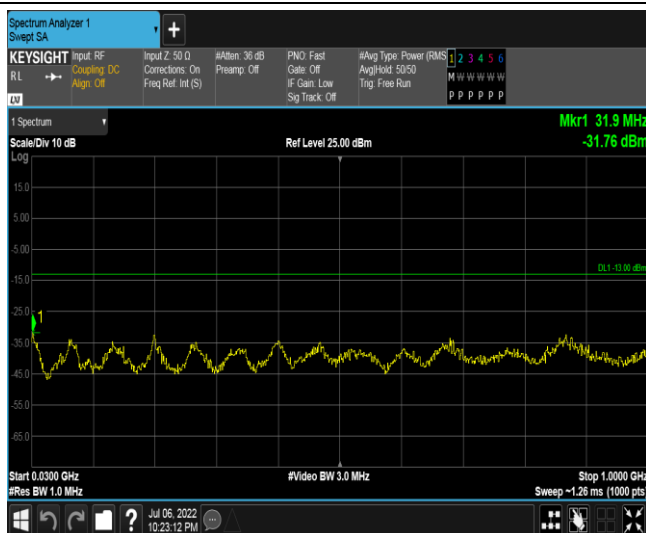 Spectrum Analyzer 1
Swept SA
KEYSIGHT
RL
LXI
Input: RF
Coupling: DC
Align: Off
Input Z: 50 Ω
Corrections: On
Freq Ref: Int (S)
#Atten: 36 dB
Preamp: Off
PNO: Fast
Gate: Off
IF Gain: Low
Sig Track: Off
#Avg Type: Power (RMS
Avg|Hold: 50/50
Trig: Free Run
1 2 3 4 5 6
M W W W W W
P P P P P P
1 Spectrum
Scale/Div 10 dB
Log
Ref Level 25.00 dBm
Mkr1 31.9 MHz
-31.76 dBm
15.0
5.00
-5.00
DL1 -13.00 dBm
-15.0
-25.0
1
-35.0
-45.0
-55.0
-65.0
Start 0.0300 GHz
#Video BW 3.0 MHz
Stop 1.0000 GHz
#Res BW 1.0 MHz
Sweep ~1.26 ms (1000 pts)
?
Jul 06, 2022
10:23:12 PM